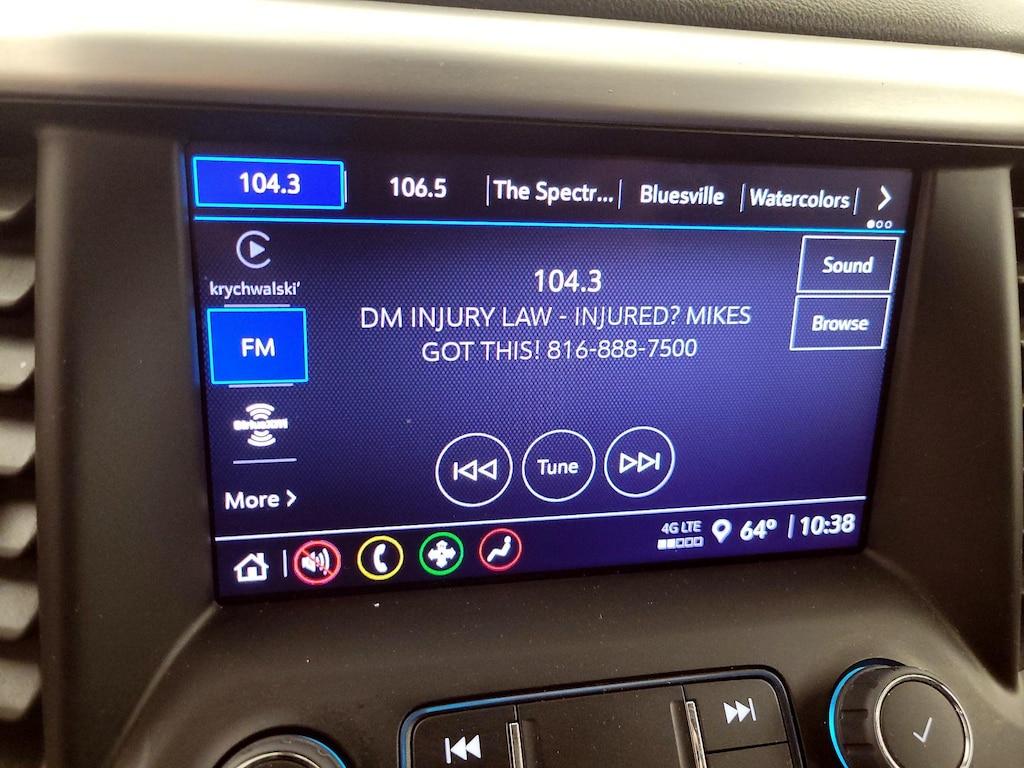 104.3
106.5
The Spectr...
Bluesville
Watercolors
krychwalski'
Sound
104.3
DM INJURY LAW - INJURED? MIKES
GOT THIS! 816-888-7500
Browse
FM
SiriusXM
Tune
More
4G LTE
64°
10:38